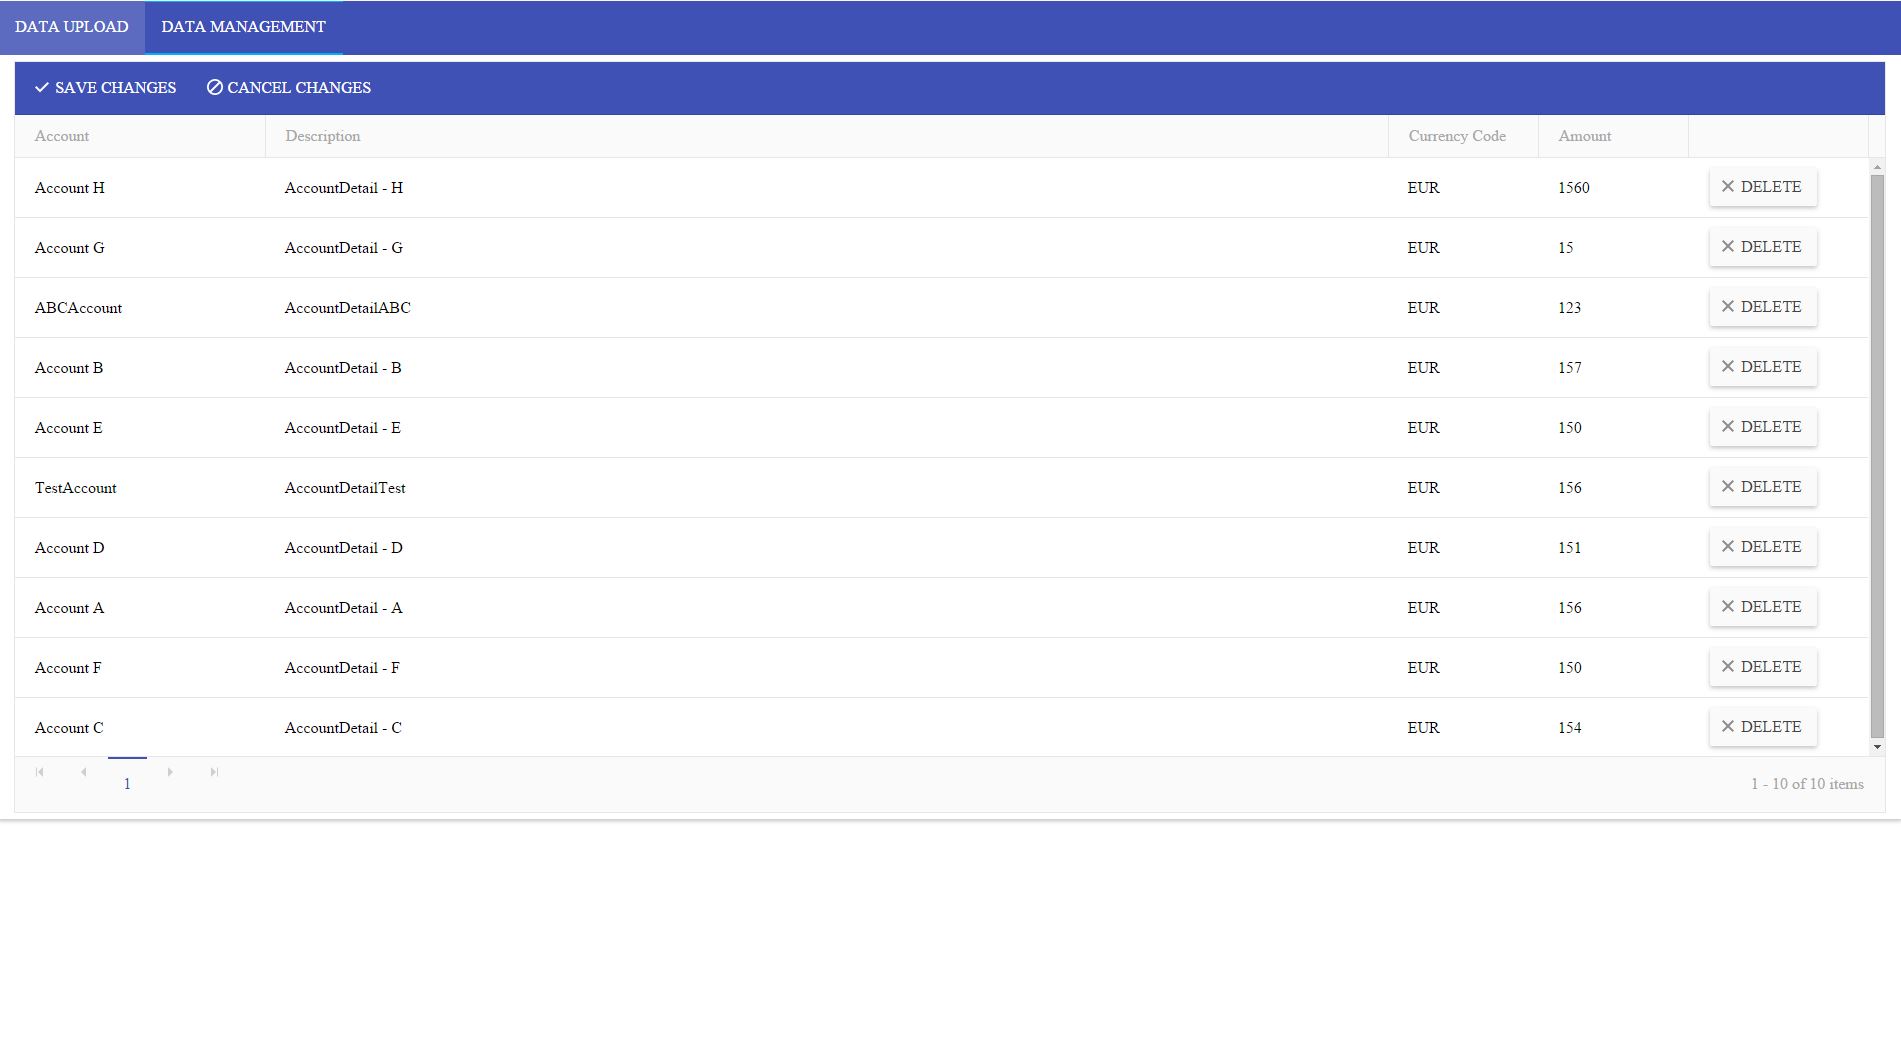 DATA UPLOAD DATA MANAGEMENT
SAVE CHANGES CANCEL CHANGES
Account Description Currency Code Amount
Account H AccountDetail - H EUR 1560 DELETE
Account G AccountDetail - G EUR 15 DELETE
ABCAccount AccountDetailABC EUR 123 DELETE
Account B AccountDetail - B EUR 157 DELETE
Account E AccountDetail - E EUR 150 DELETE
TestAccount AccountDetailTest EUR 156 DELETE
Account D AccountDetail - D EUR 151 DELETE
Account A AccountDetail - A EUR 156 DELETE
Account F AccountDetail - F EUR 150 DELETE
Account C AccountDetail - C EUR 154 DELETE
1 1 - 10 of 10 items